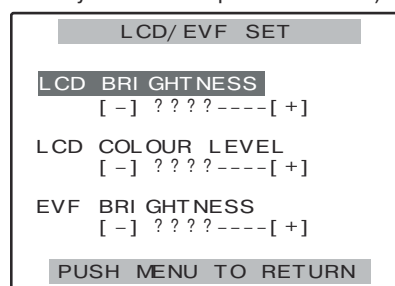 LCD/EVF SET
LCD BRIGHTNESS
[-] ????----[+]
LCD COLOUR LEVEL
[-] ????----[+]
EVF BRIGHTNESS
[-] ????----[+]
PUSH MENU TO RETURN